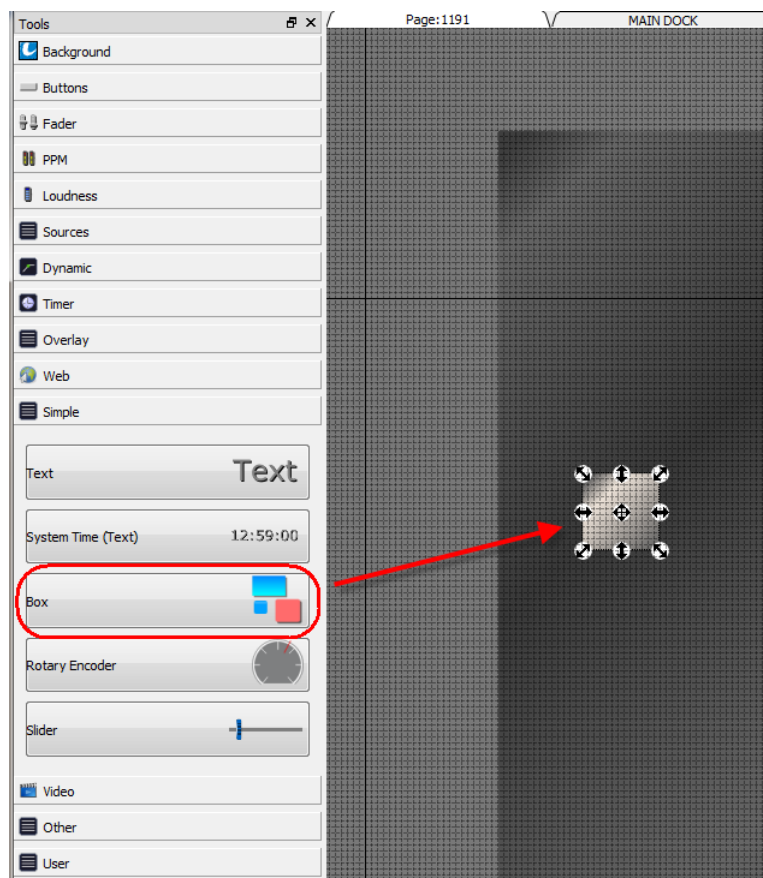 Tools
Page:1191
MAIN DOCK
Background
Buttons
Fader
PPM
Loudness
Sources
Dynamic
Timer
Overlay
Web
Simple
Text Text
System Time (Text) 12:59:00
Box
Rotary Encoder
Slider
Video
Other
User